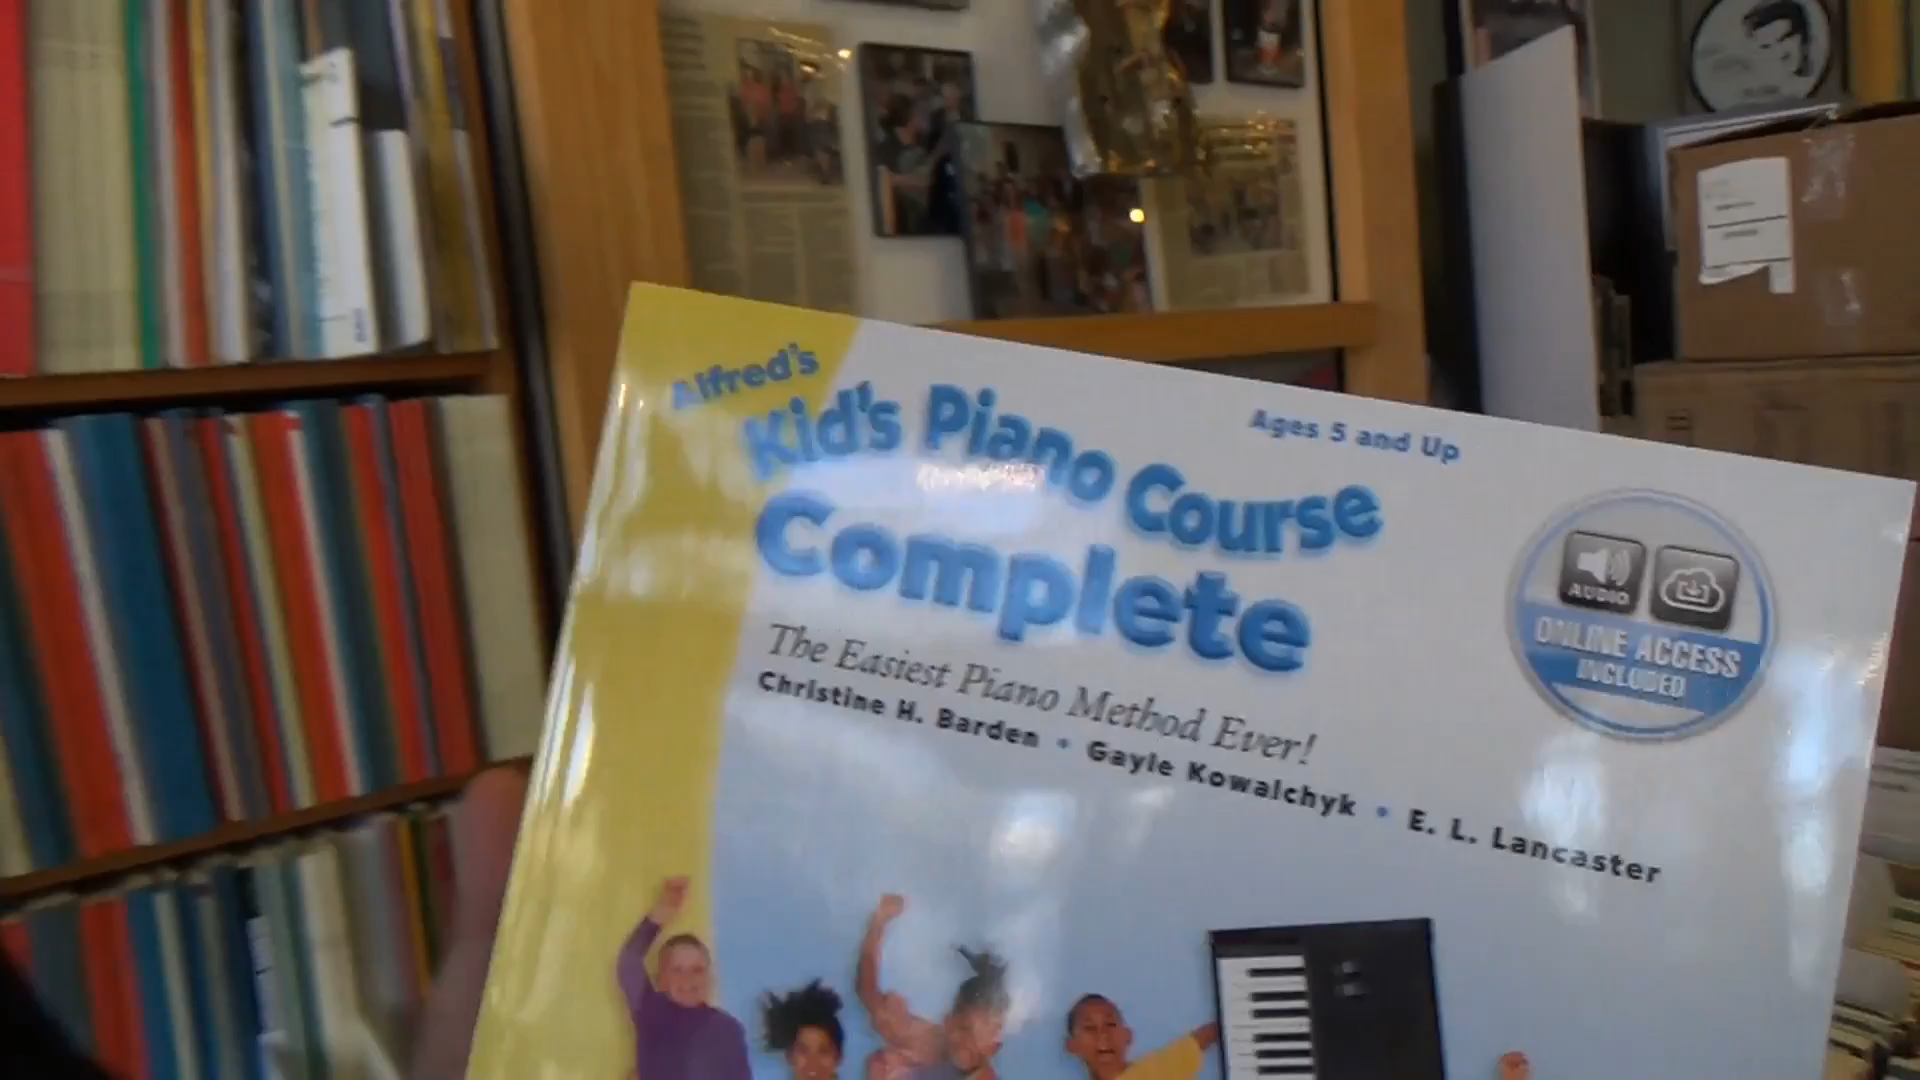 Alfred's
Kid's Piano Course
Complete
Ages 5 and Up
The Easiest Piano Method Ever!
Christine H. Barden • Gayle Kowalchyk • E. L. Lancaster
AUDIO
ONLINE ACCESS
INCLUDED